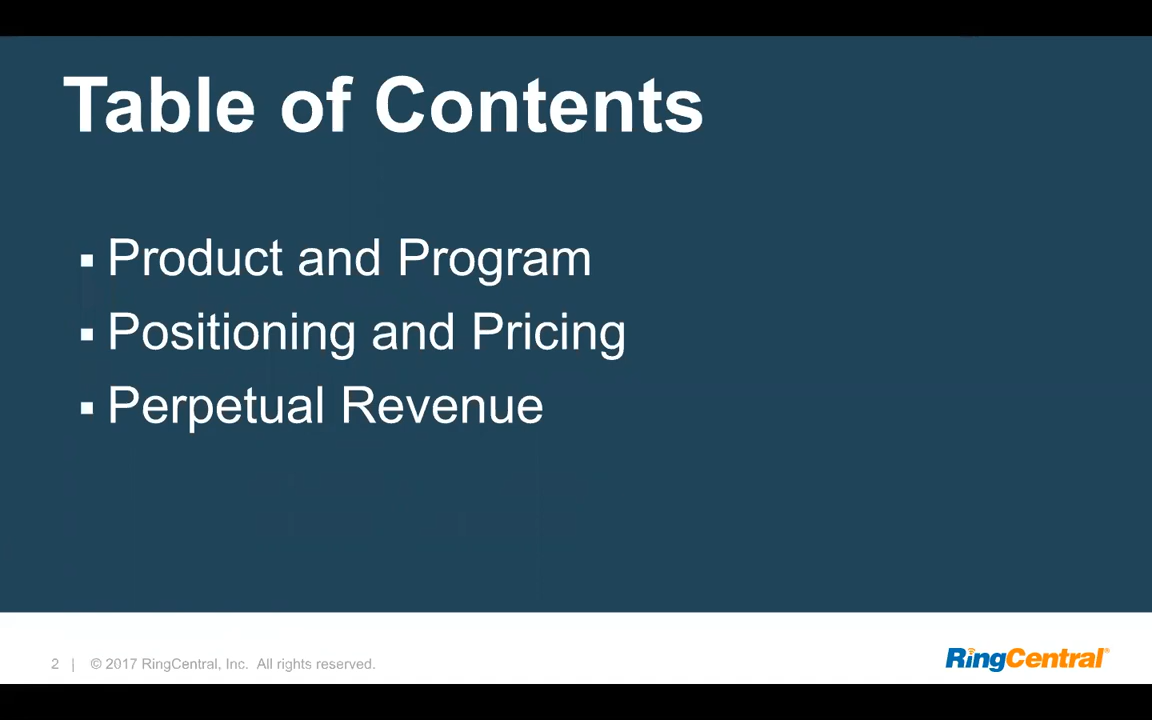 Table of Contents
▪ Product and Program
▪ Positioning and Pricing
▪ Perpetual Revenue
2 | © 2017 RingCentral, Inc. All rights reserved.
RingCentral®